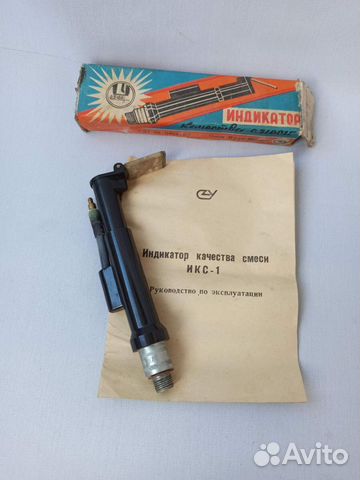 ИНДИКАТОР
Индикатор качества смеси
ИКС-1
Руководство по эксплуатации
Avito